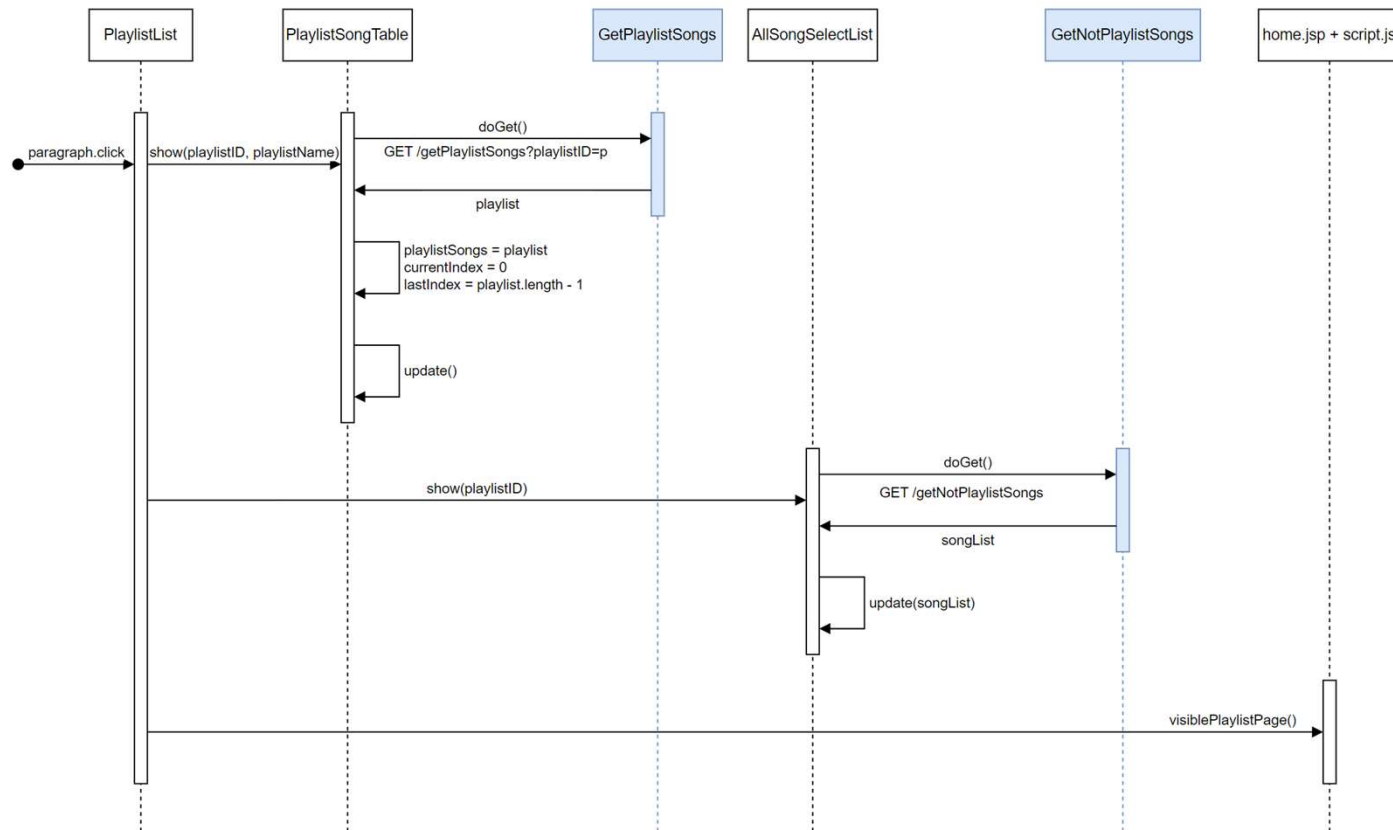 PlaylistList
PlaylistSongTable
GetPlaylistSongs
AllSongSelectList
GetNotPlaylistSongs
home.jsp + script.js
doGet()
paragraph.click
show(playlistID, playlistName)
GET /getPlaylistSongs?playlistID=p
playlist
playlistSongs = playlist
currentIndex = 0
lastIndex = playlist.length - 1
update()
doGet()
show(playlistID)
GET /getNotPlaylistSongs
songList
update(songList)
visiblePlaylistPage()